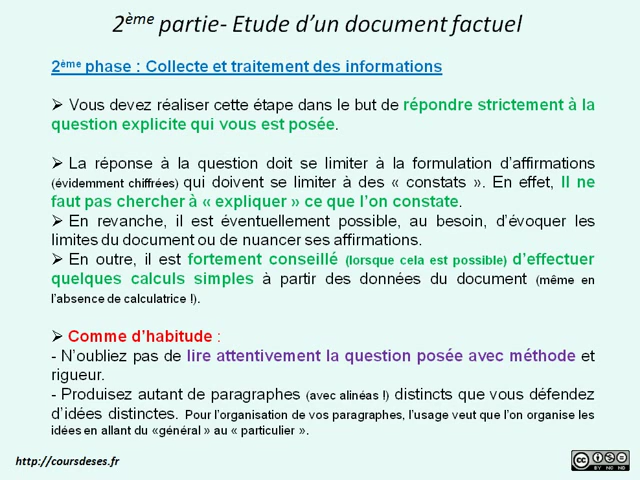 2ème partie- Etude d'un document factuel
2ème phase : Collecte et traitement des informations
➢ Vous devez réaliser cette étape dans le but de répondre strictement à la
question explicite qui vous est posée.
➢ La réponse à la question doit se limiter à la formulation d'affirmations
(évidemment chiffrées) qui doivent se limiter à des « constats ». En effet, Il ne
faut pas chercher à « expliquer » ce que l'on constate.
➢ En revanche, il est éventuellement possible, au besoin, d'évoquer les
limites du document ou de nuancer ses affirmations.
➢ En outre, il est fortement conseillé (lorsque cela est possible) d'effectuer
quelques calculs simples à partir des données du document (même en
l'absence de calculatrice !).
➢ Comme d'habitude :
- N'oubliez pas de lire attentivement la question posée avec méthode et
rigueur.
- Produisez autant de paragraphes (avec alinéas !) distincts que vous défendez
d'idées distinctes. Pour l'organisation de vos paragraphes, l'usage veut que l'on organise les
idées en allant du «général » au « particulier ».
http://coursdeses.fr
CC
BY NC ND